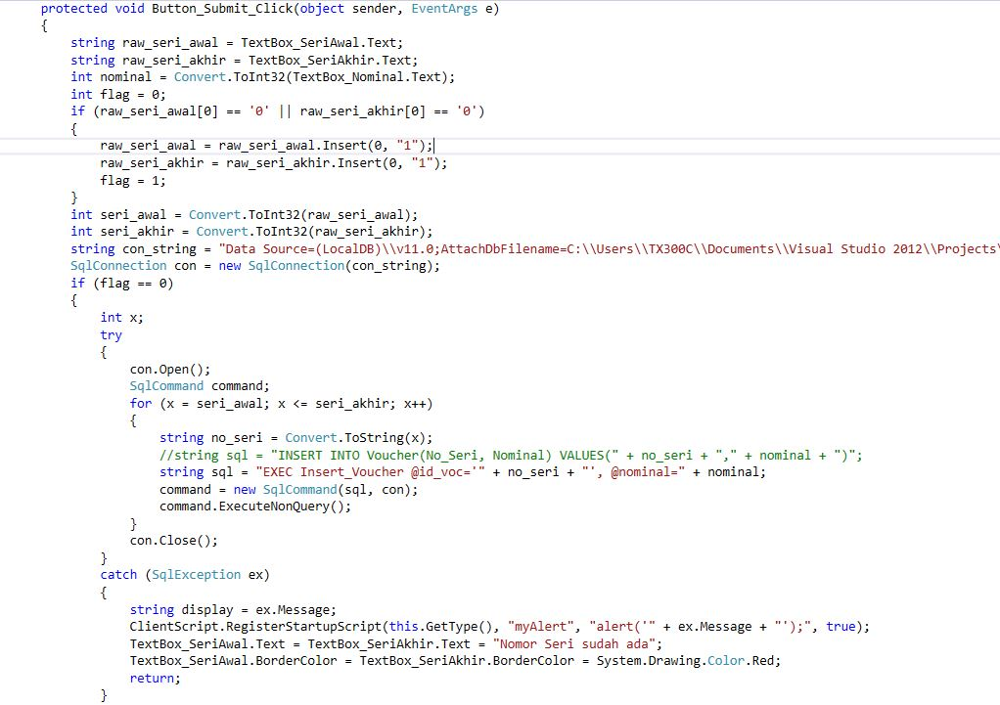 protected void Button_Submit_Click(object sender, EventArgs e)
{
string raw_seri_awal = TextBox_SeriAwal.Text;
string raw_seri_akhir = TextBox_SeriAkhir.Text;
int nominal = Convert.ToInt32(TextBox_Nominal.Text);
int flag = 0;
if (raw_seri_awal[0] == '0' || raw_seri_akhir[0] == '0')
{
raw_seri_awal = raw_seri_awal.Insert(0, "1");
raw_seri_akhir = raw_seri_akhir.Insert(0, "1");
flag = 1;
}
int seri_awal = Convert.ToInt32(raw_seri_awal);
int seri_akhir = Convert.ToInt32(raw_seri_akhir);
string con_string = "Data Source=(LocalDB)\\v11.0;AttachDbFilename=C:\\Users\\TX300C\\Documents\\Visual Studio 2012\\Projects\
SqlConnection con = new SqlConnection(con_string);
if (flag == 0)
{
int x;
try
{
con.Open();
SqlCommand command;
for (x = seri_awal; x <= seri_akhir; x++)
{
string no_seri = Convert.ToString(x);
//string sql = "INSERT INTO Voucher(No_Seri, Nominal) VALUES(" + no_seri + "," + nominal + ")";
string sql = "EXEC Insert_Voucher @id_voc='" + no_seri + "', @nominal=" + nominal;
command = new SqlCommand(sql, con);
command.ExecuteNonQuery();
}
con.Close();
}
catch (SqlException ex)
{
string display = ex.Message;
ClientScript.RegisterStartupScript(this.GetType(), "myAlert", "alert('" + ex.Message + "');", true);
TextBox_SeriAwal.Text = TextBox_SeriAkhir.Text = "Nomor Seri sudah ada";
TextBox_SeriAwal.BorderColor = TextBox_SeriAkhir.BorderColor = System.Drawing.Color.Red;
return;
}